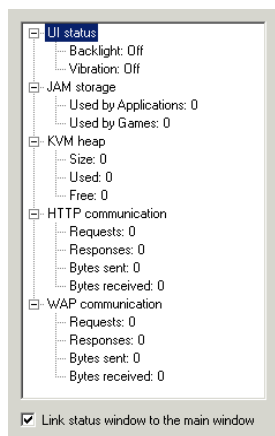 UI status
Backlight: Off
Vibration: Off
JAM storage
Used by Applications: 0
Used by Games: 0
KVM heap
Size: 0
Used: 0
Free: 0
HTTP communication
Requests: 0
Responses: 0
Bytes sent: 0
Bytes received: 0
WAP communication
Requests: 0
Responses: 0
Bytes sent: 0
Bytes received: 0
Link status window to the main window